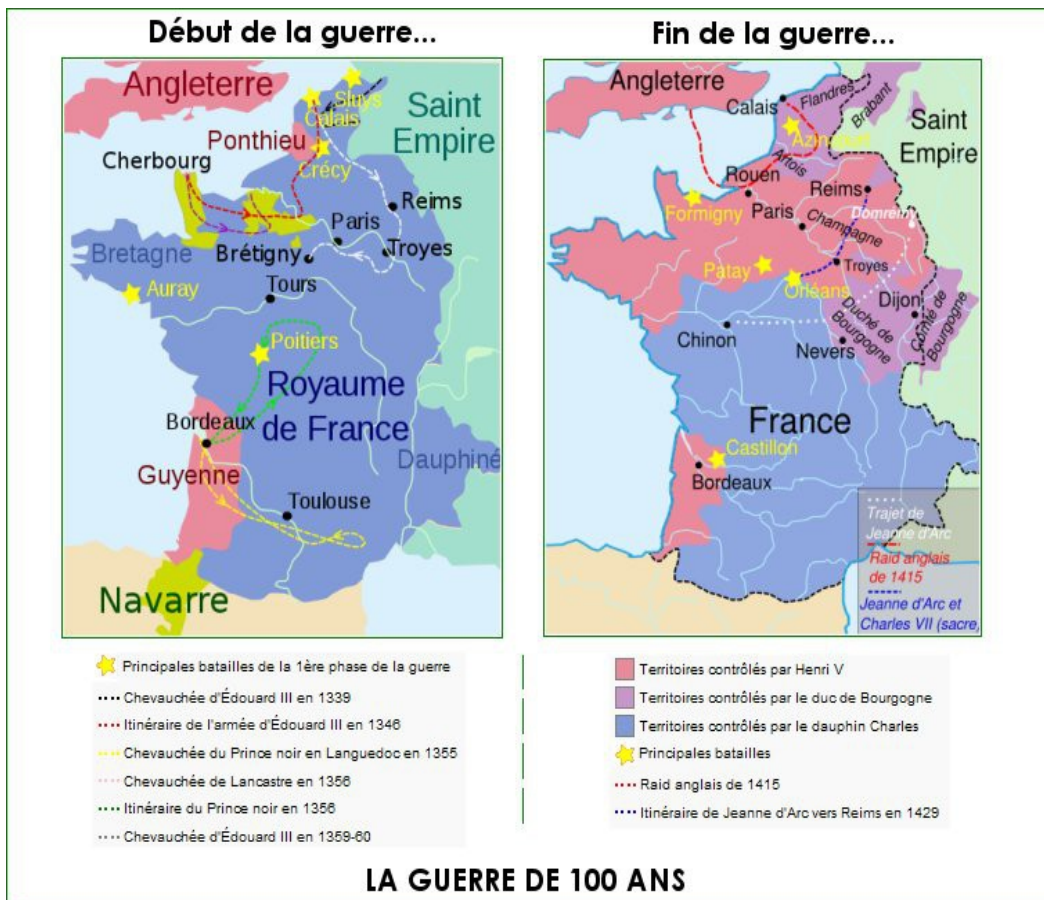 Début de la guerre...
Fin de la guerre...
Angleterre
Sluys
Calais
Saint
Empire
Ponthieu
Cherbourg
Crécy
Reims
Paris
Bretagne
Brétigny
Troyes
Auray
Tours
Poitiers
Royaume
de France
Bordeaux
Dauphiné
Guyenne
Toulouse
Navarre
Angleterre
Calais
Flandres
Brabant
Azincourt
Saint
Empire
Artois
Rouen
Reims
Formigny
Paris
Domrémy
Champagne
Patay
Troyes
Orléans
Dijon
Chinon
Duché de
Bourgogne
Comté de
Bourgogne
Nevers
France
Castillon
Bordeaux
Trajet de
Jeanne d'Arc
Raid anglais
de 1415
Jeanne d'Arc et
Charles VII (sacre)
Principales batailles de la 1ère phase de la guerre
Chevauchée d'Édouard III en 1339
Itinéraire de l'armée d'Édouard III en 1346
Chevauchée du Prince noir en Languedoc en 1355
Chevauchée de Lancastre en 1356
Itinéraire du Prince noir en 1356
Chevauchée d'Édouard III en 1359-60
Territoires contrôlés par Henri V
Territoires contrôlés par le duc de Bourgogne
Territoires contrôlés par le dauphin Charles
Principales batailles
Raid anglais de 1415
Itinéraire de Jeanne d'Arc vers Reims en 1429
LA GUERRE DE 100 ANS